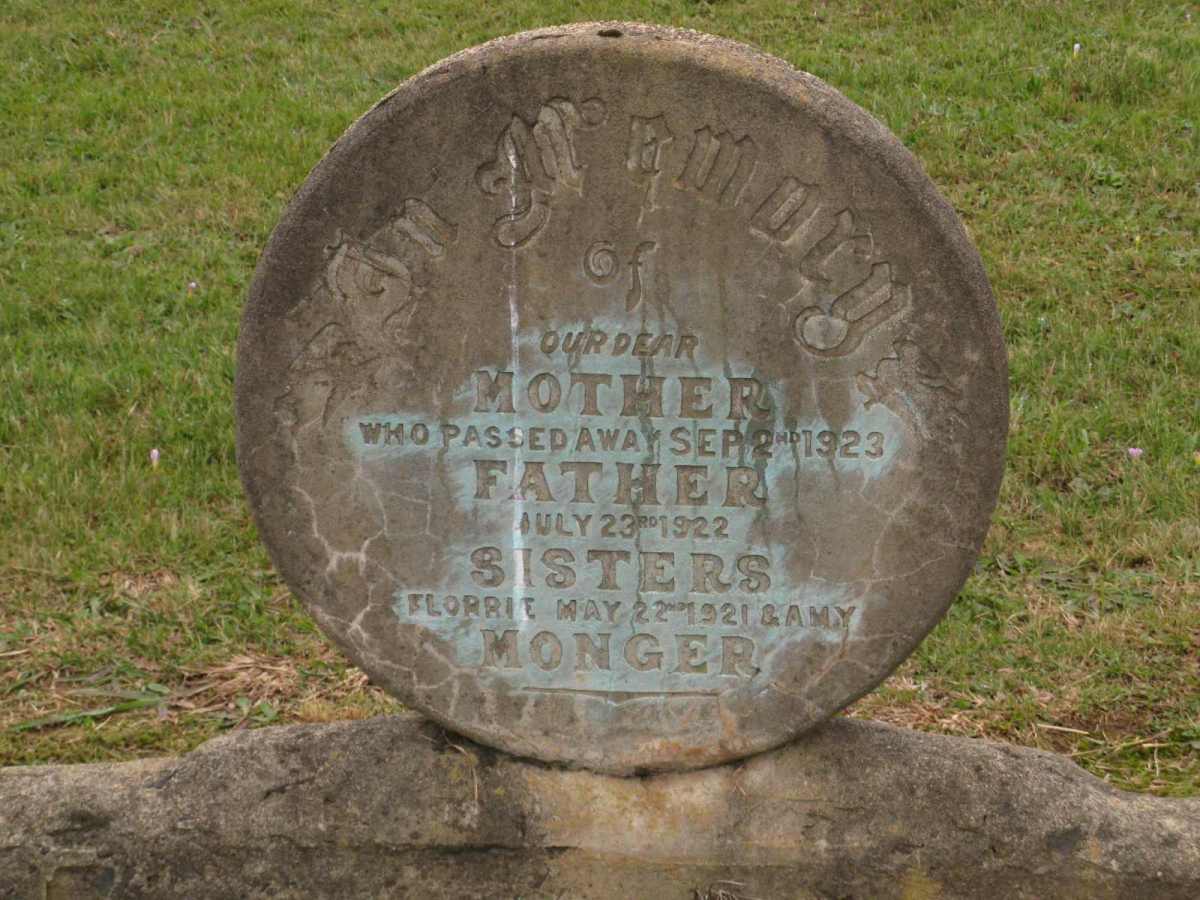 In Memory
Of
OUR DEAR
MOTHER
WHO PASSED AWAY SEP 2ND 1923
FATHER
JULY 23RD 1922
SISTERS
FLORRIE MAY 22ND 1921 & AMY
MONGER